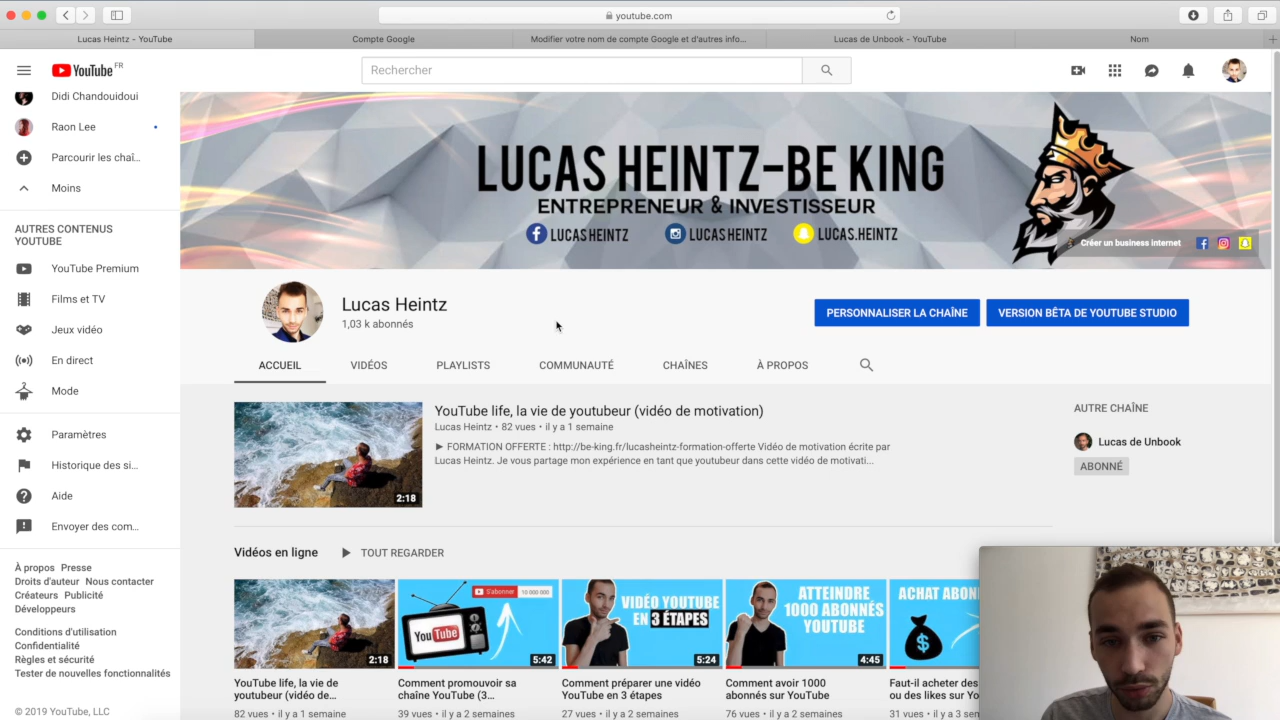 youtube.com
Lucas Heintz - YouTube
Compte Google
Modifier votre nom de compte Google et d'autres info...
Lucas de Unbook - YouTube
Nom
YouTube FR
Rechercher
Didi Chandouidoui
Raon Lee
Parcourir les chaî...
Moins
AUTRES CONTENUS
YOUTUBE
YouTube Premium
Films et TV
Jeux vidéo
En direct
Mode
Paramètres
Historique des si...
Aide
Envoyer des com...
À propos Presse
Droits d'auteur Nous contacter
Créateurs Publicité
Développeurs
Conditions d'utilisation
Confidentialité
Règles et sécurité
Tester de nouvelles fonctionnalités
© 2019 YouTube, LLC
LUCAS HEINTZ-BE KING
ENTREPRENEUR & INVESTISSEUR
LUCAS HEINTZ
LUCAS HEINTZ
LUCAS.HEINTZ
Créer un business internet
Lucas Heintz
1,03 k abonnés
PERSONNALISER LA CHAÎNE
VERSION BÊTA DE YOUTUBE STUDIO
ACCUEIL
VIDÉOS
PLAYLISTS
COMMUNAUTÉ
CHAÎNES
À PROPOS
2:18
YouTube life, la vie de youtubeur (vidéo de motivation)
Lucas Heintz • 82 vues • il y a 1 semaine
► FORMATION OFFERTE : http://be-king.fr/lucasheintz-formation-offerte Vidéo de motivation écrite par
Lucas Heintz. Je vous partage mon expérience en tant que youtubeur dans cette vidéo de motivati...
AUTRE CHAÎNE
Lucas de Unbook
ABONNÉ
Vidéos en ligne
TOUT REGARDER
2:18
YouTube life, la vie de
youtubeur (vidéo de...
82 vues • il y a 1 semaine
S'abonner 10 000 000
YouTube
5:42
Comment promouvoir sa
chaîne YouTube (3...
39 vues • il y a 2 semaines
VIDÉO YOUTUBE
EN 3 ÉTAPES
5:24
Comment préparer une vidéo
YouTube en 3 étapes
27 vues • il y a 2 semaines
ATTEINDRE
1000 ABONNÉS
YOUTUBE
4:45
Comment avoir 1000
abonnés sur YouTube
76 vues • il y a 2 semaines
ACHAT ABON
$
Faut-il acheter des
ou des likes sur Yo
31 vues • il y a 3 sem